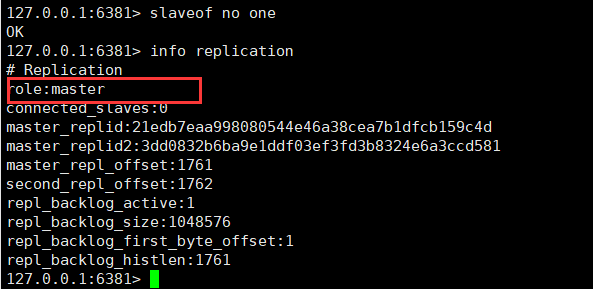 127.0.0.1:6381> slaveof no one
OK
127.0.0.1:6381> info replication
# Replication
role:master
connected_slaves:0
master_replid:21edb7eaa998080544e46a38cea7b1dfcb159c4d
master_replid2:3dd0832b6ba9e1ddf03ef3fd3b8324e6a3ccd581
master_repl_offset:1761
second_repl_offset:1762
repl_backlog_active:1
repl_backlog_size:1048576
repl_backlog_first_byte_offset:1
repl_backlog_histlen:1761
127.0.0.1:6381>